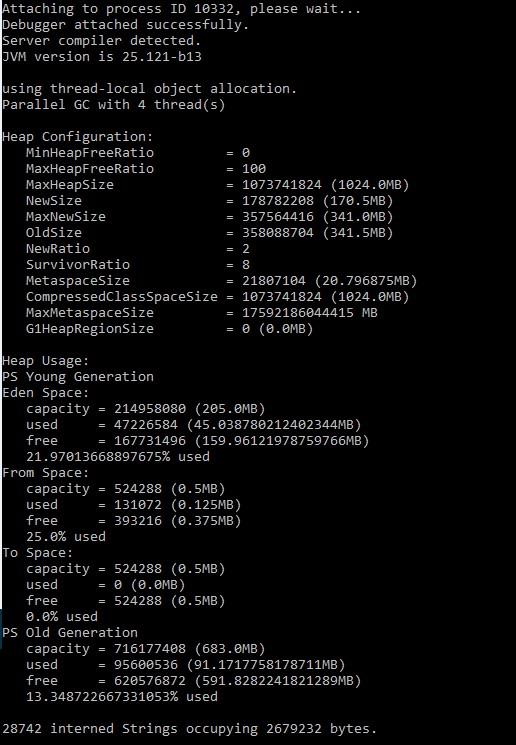 Attaching to process ID 10332, please wait...
Debugger attached successfully.
Server compiler detected.
JVM version is 25.121-b13
using thread-local object allocation.
Parallel GC with 4 thread(s)
Heap Configuration:
MinHeapFreeRatio = 0
MaxHeapFreeRatio = 100
MaxHeapSize = 1073741824 (1024.0MB)
NewSize = 178782208 (170.5MB)
MaxNewSize = 357564416 (341.0MB)
OldSize = 358088704 (341.5MB)
NewRatio = 2
SurvivorRatio = 8
MetaspaceSize = 21807104 (20.796875MB)
CompressedClassSpaceSize = 1073741824 (1024.0MB)
MaxMetaspaceSize = 17592186044415 MB
G1HeapRegionSize = 0 (0.0MB)
Heap Usage:
PS Young Generation
Eden Space:
capacity = 214958080 (205.0MB)
used = 47226584 (45.038780212402344MB)
free = 167731496 (159.96121978759766MB)
21.97013668897675% used
From Space:
capacity = 524288 (0.5MB)
used = 131072 (0.125MB)
free = 393216 (0.375MB)
25.0% used
To Space:
capacity = 524288 (0.5MB)
used = 0 (0.0MB)
free = 524288 (0.5MB)
0.0% used
PS Old Generation
capacity = 716177408 (683.0MB)
used = 95600536 (91.1717758178711MB)
free = 620576872 (591.8282241821289MB)
13.348722667331053% used
28742 interned Strings occupying 2679232 bytes.